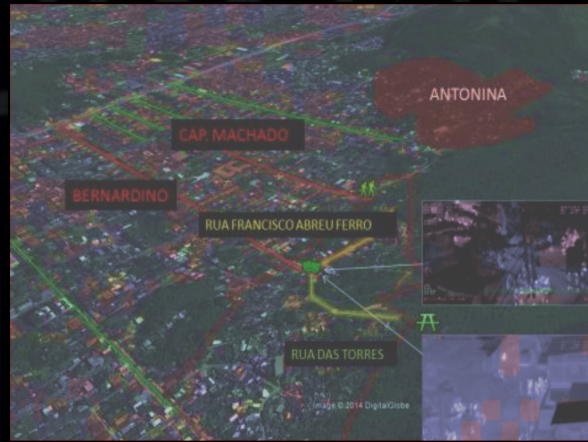 ANTONINA
CAP. MACHADO
BERNARDINO
RUA FRANCISCO ABREU FERRO
RUA DAS TORRES
Image © 2014 DigitalGlobe